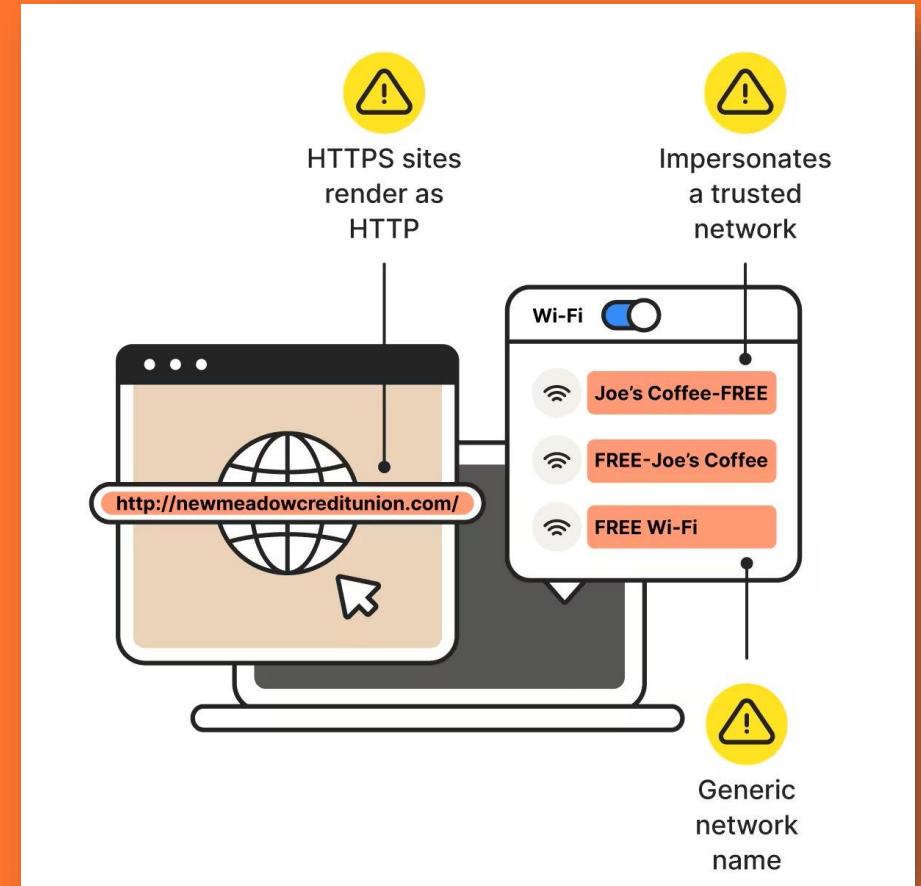 HTTPS sites
render as
HTTP
Impersonates
a trusted
network
Wi-Fi
Joe's Coffee-FREE
FREE-Joe's Coffee
FREE Wi-Fi
http://newmeadowcreditunion.com/
Generic
network
name